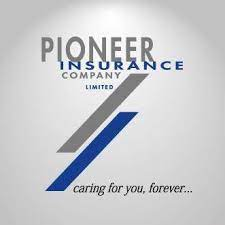 PIONEER
INSURANCE
COMPANY
LIMITED
caring for you, forever...